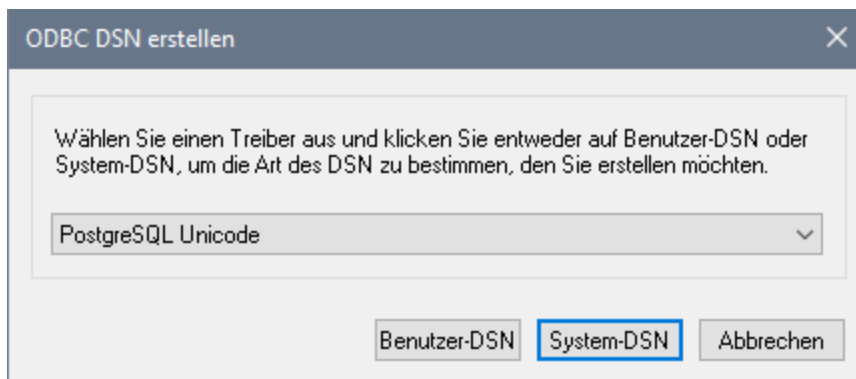 ODBC DSN erstellen
Wählen Sie einen Treiber aus und klicken Sie entweder auf Benutzer-DSN oder
System-DSN, um die Art des DSN zu bestimmen, den Sie erstellen möchten.
PostgreSQL Unicode
Benutzer-DSN System-DSN Abbrechen